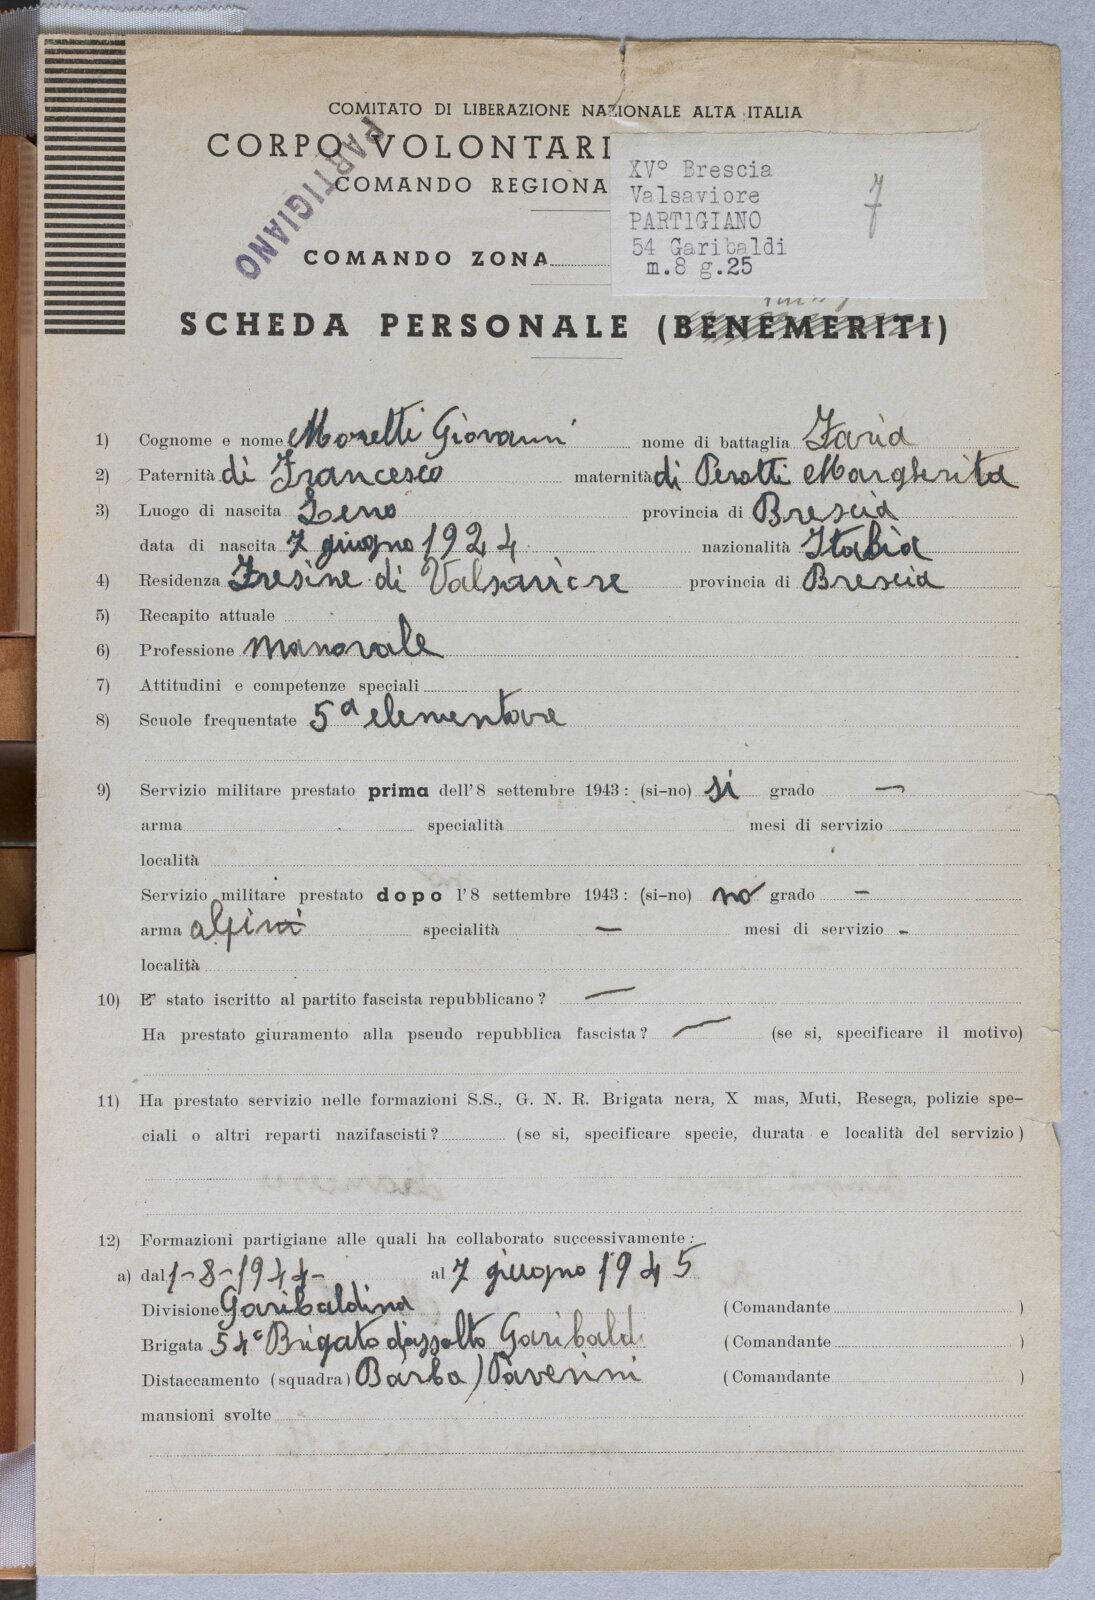 COMITATO DI LIBERAZIONE NAZIONALE ALTA ITALIA
CORPO VOLONTARI
COMANDO REGIONA
PARTIGIANO
COMANDO ZONA
XV° Brescia
Valsaviore
PARTIGIANO
54 Garibaldi
m.8 g.25
7
SCHEDA PERSONALE (BENEMERITI)
1) Cognome e nome Moretti Giovanni nome di battaglia Zaria
2) Paternità di Francesco maternità di Perotti Margherita
3) Luogo di nascita Leno provincia di Brescia
data di nascita 7 giugno 1924 nazionalità Italia
4) Residenza Fresine di Valsaviore provincia di Brescia
5) Recapito attuale
6) Professione manovale
7) Attitudini e competenze speciali
8) Scuole frequentate 5a elementare
9) Servizio militare prestato prima dell'8 settembre 1943: (si-no) si grado —
arma specialità mesi di servizio
località
Servizio militare prestato dopo l'8 settembre 1943: (si-no) no grado —
arma alpini specialità — mesi di servizio -
località
10) E' stato iscritto al partito fascista repubblicano? —
Ha prestato giuramento alla pseudo repubblica fascista? — (se si, specificare il motivo)
11) Ha prestato servizio nelle formazioni S.S., G. N. R. Brigata nera, X mas, Muti, Resega, polizie spe-
ciali o altri reparti nazifascisti? (se si, specificare specie, durata e località del servizio)
12) Formazioni partigiane alle quali ha collaborato successivamente:
a) dal 1-8-1944- al 7 giugno 1945
Divisione Garibaldina (Comandante )
Brigata 54e Brigato d'assalto Garibaldi (Comandante )
Distaccamento (squadra) Barba) Paverini (Comandante )
mansioni svolte